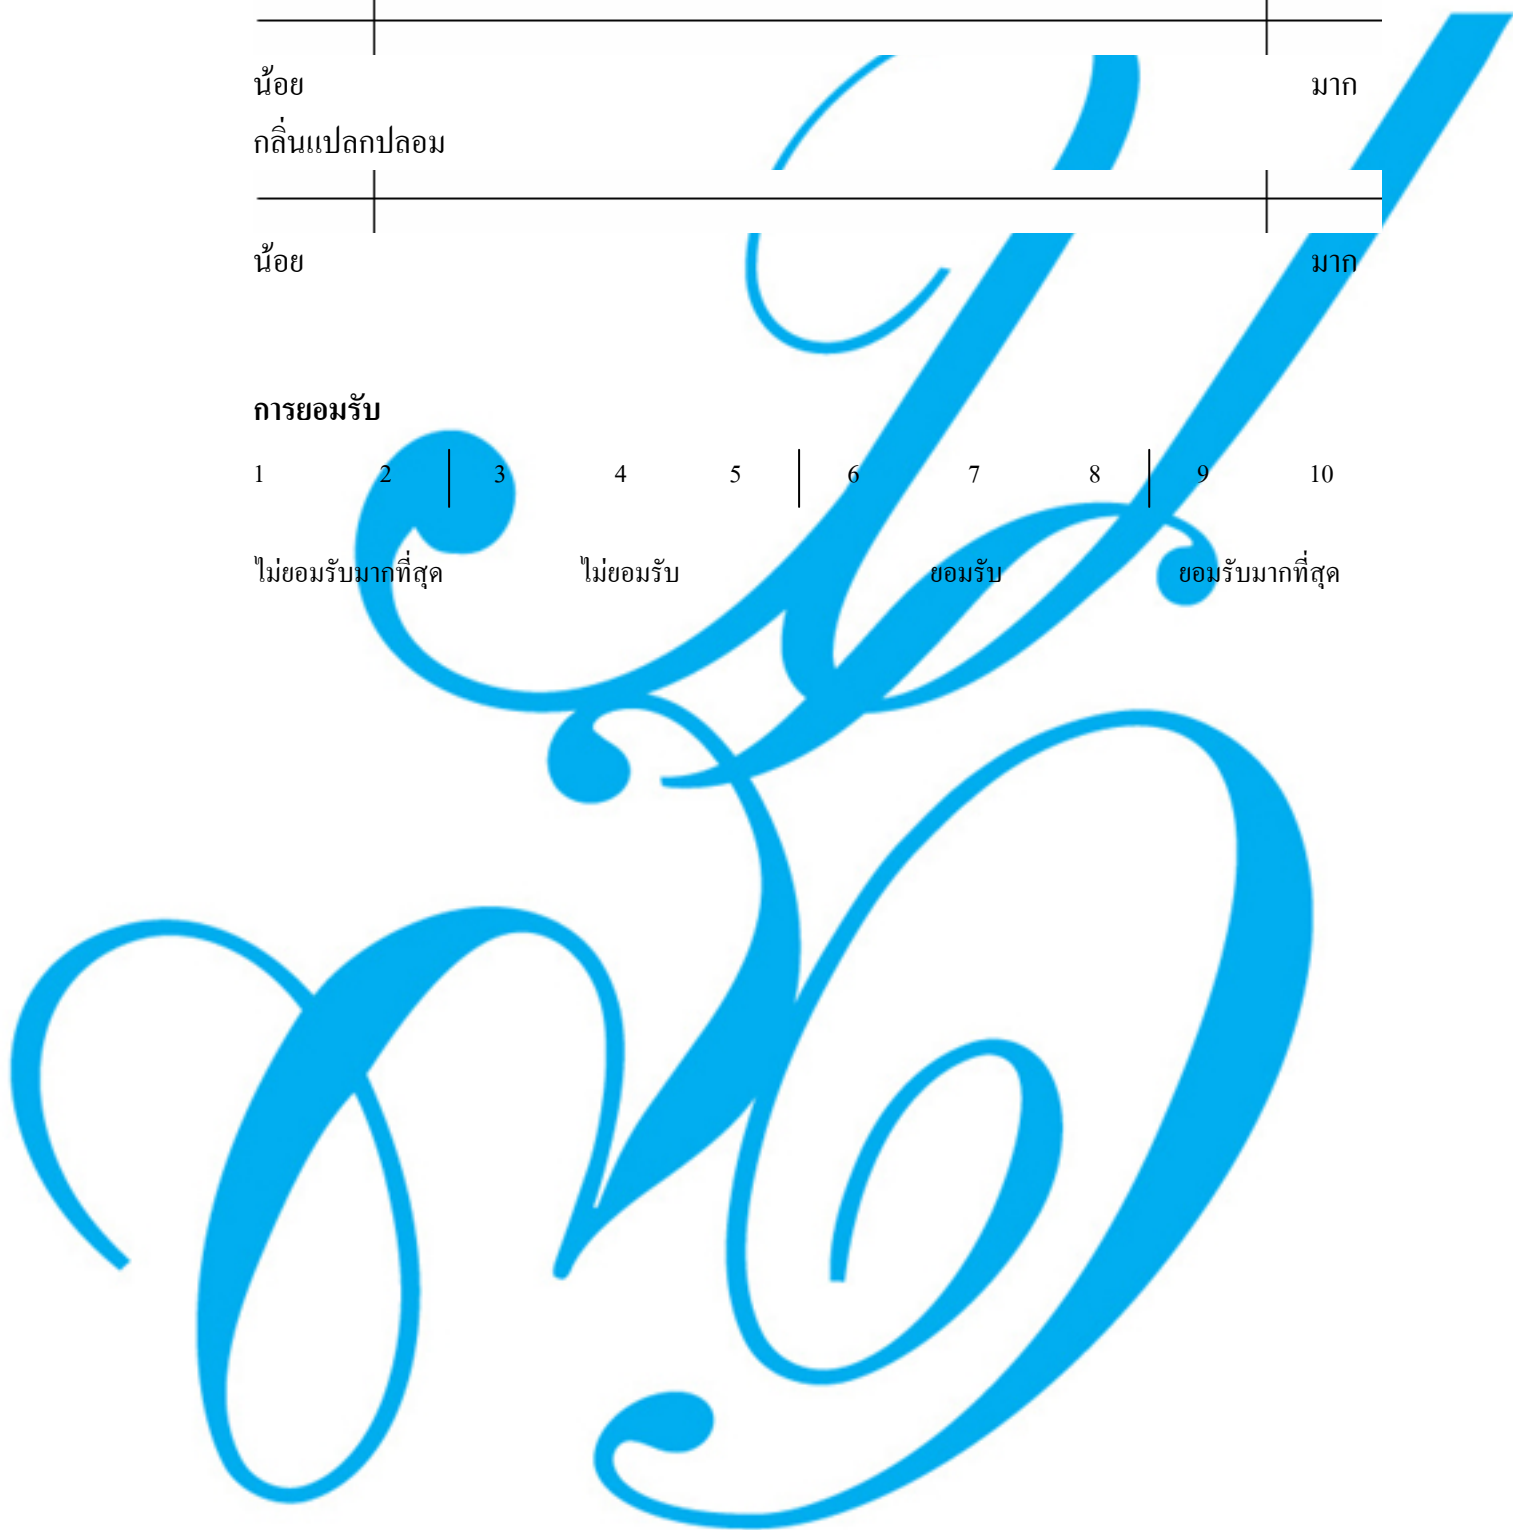 น้อย มาก
กลิ่นแปลกปลอม
น้อย มาก
การยอมรับ
1 2 3 4 5 6 7 8 9 10
ไม่ยอมรับมากที่สุด ไม่ยอมรับ ยอมรับ ยอมรับมากที่สุด